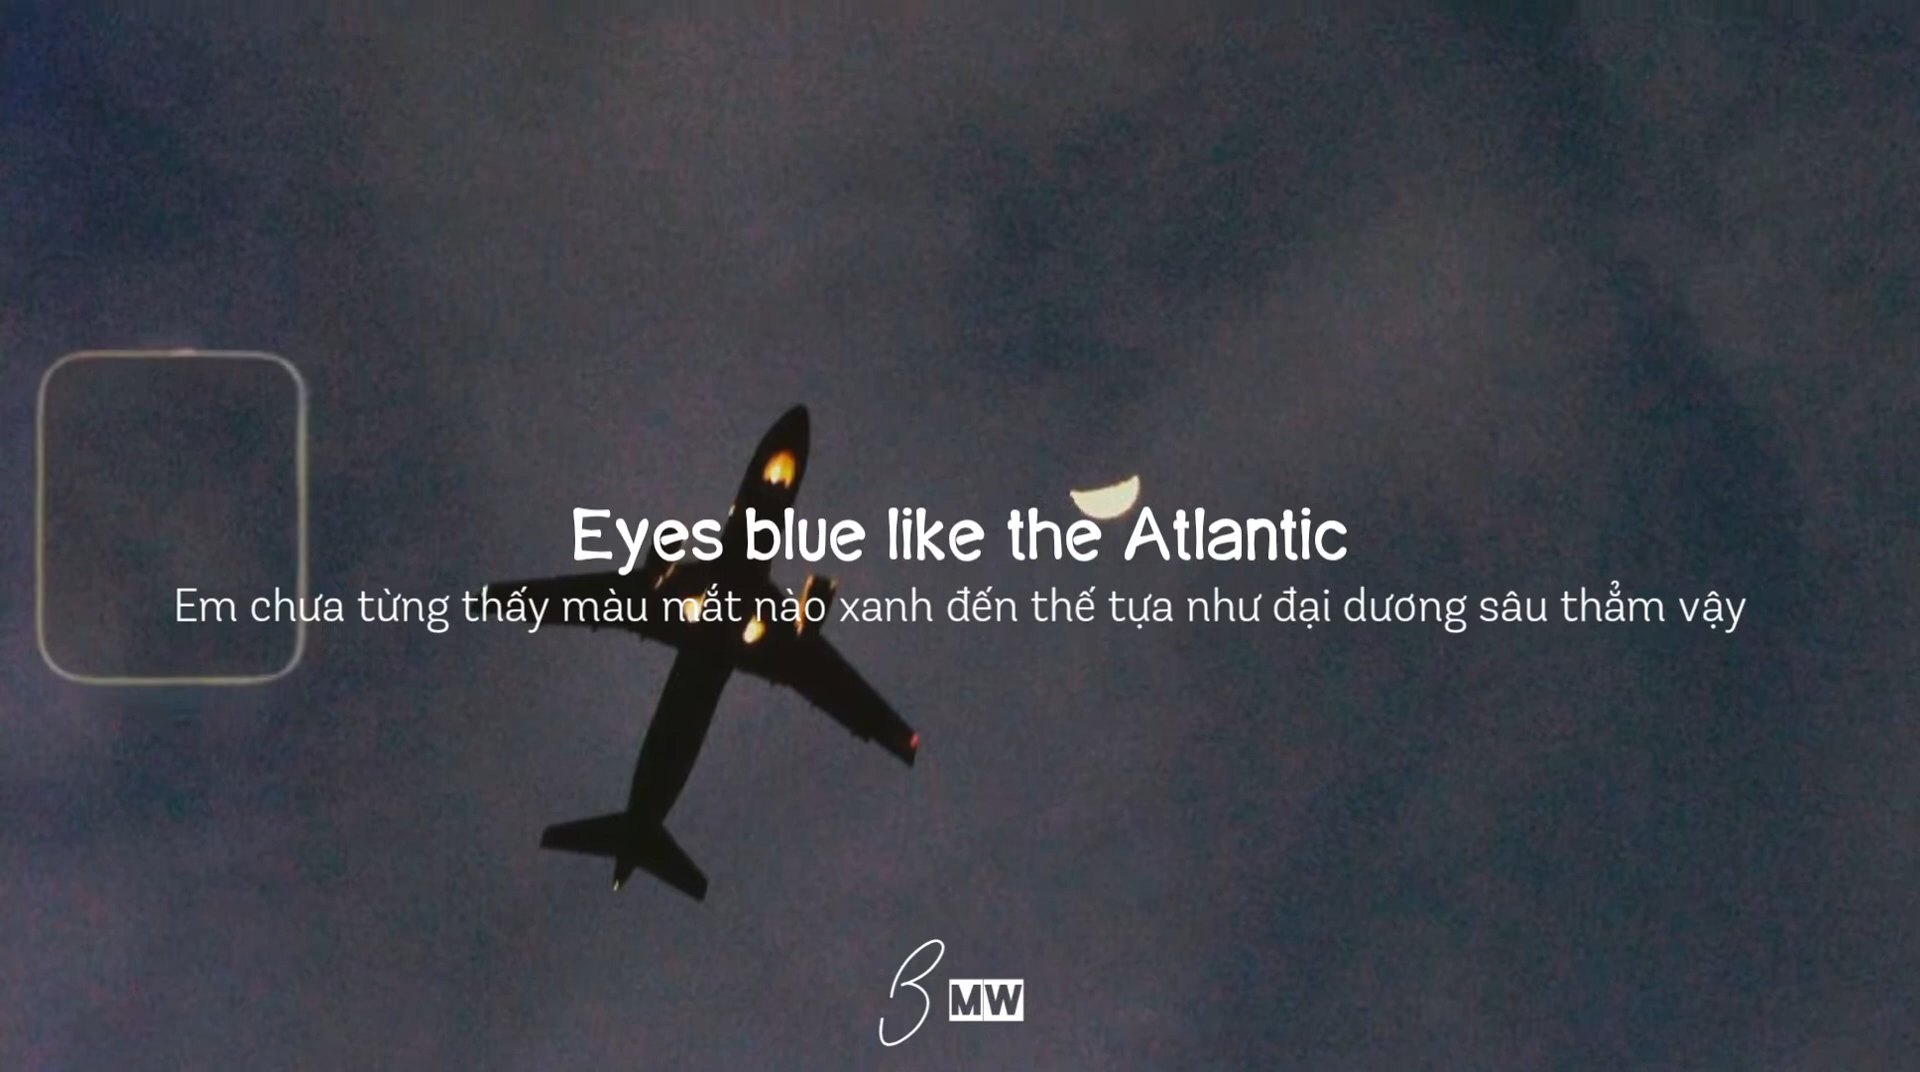 Eyes blue like the Atlantic
Em chưa từng thấy màu mắt nào xanh đến thế tựa như đại dương sâu thẳm vậy
B MW